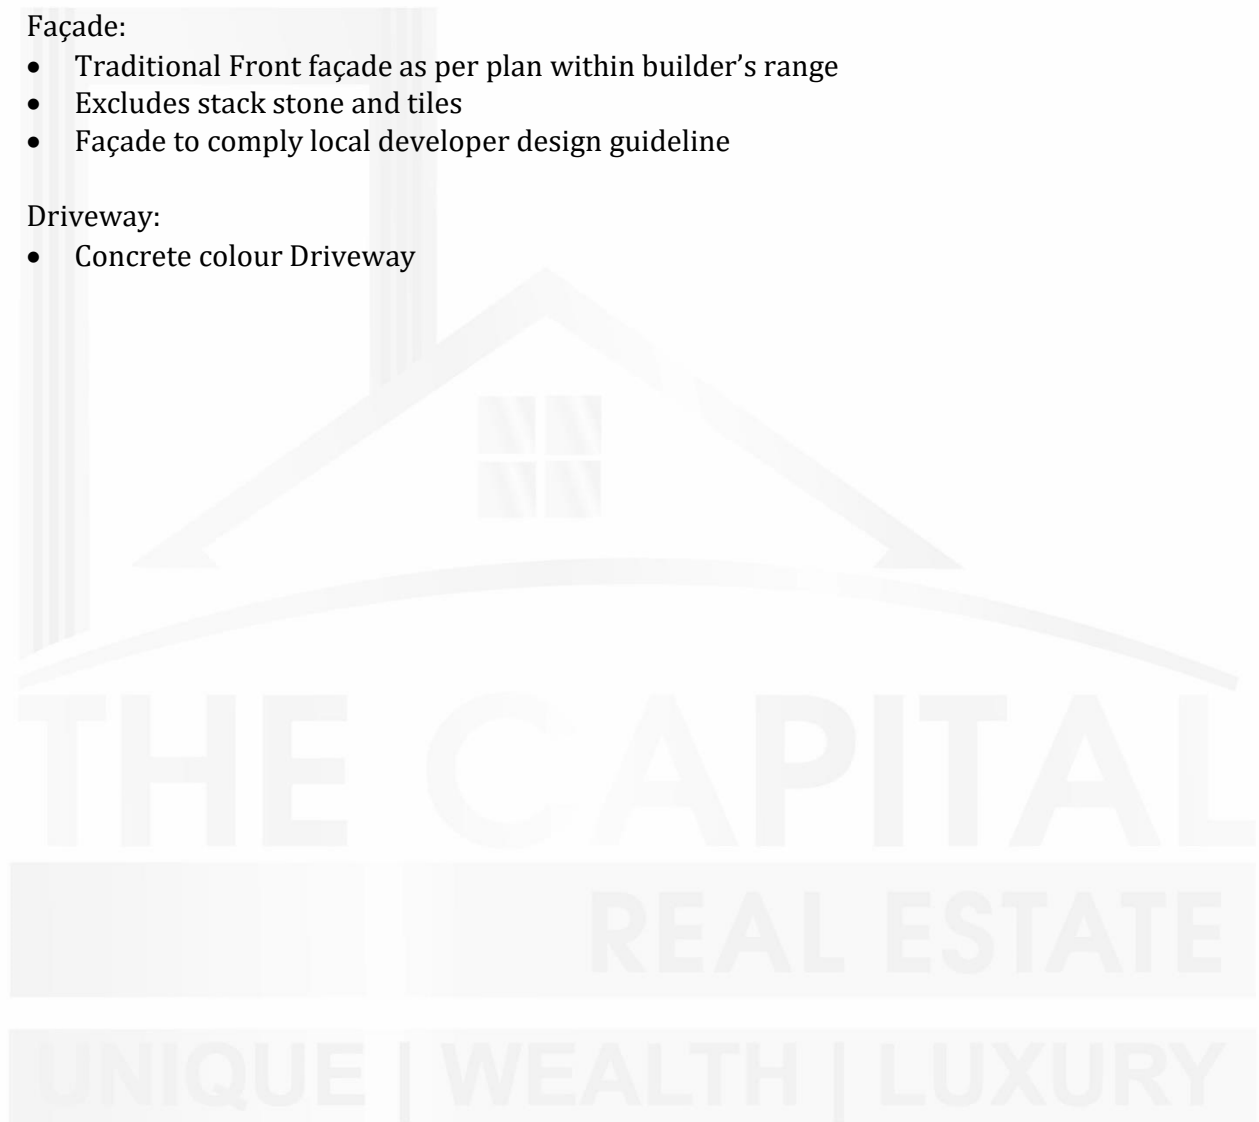 Façade:
• Traditional Front façade as per plan within builder’s range
• Excludes stack stone and tiles
• Façade to comply local developer design guideline
Driveway:
• Concrete colour Driveway
THE CAPITAL
REAL ESTATE
UNIQUE | WEALTH | LUXURY